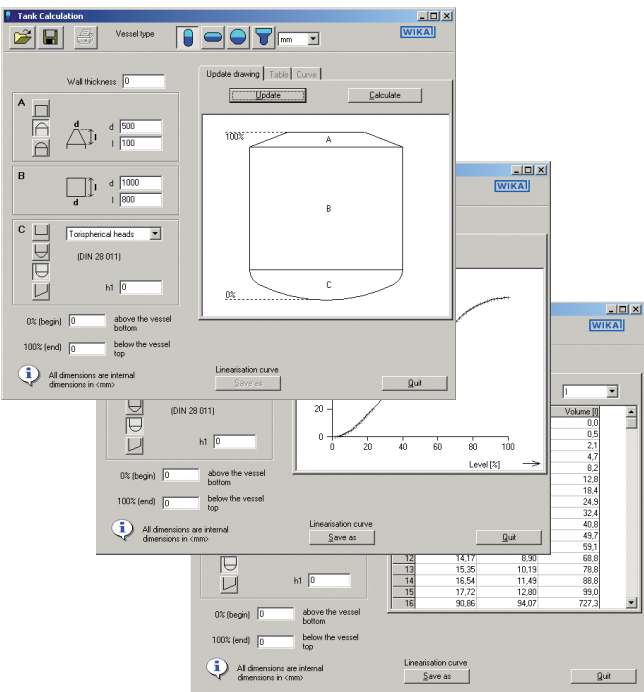 Tank Calculation
Vessel type
mm
WIKA
Wall thickness 0
Update drawing Table Curve
Update Calculate
A
d
l
d 500
l 100
B
l
d
d 1000
l 800
C
Torispherical heads
(DIN 28 011)
h1 0
100%
A
B
C
0%
0% (begin) 0 above the vessel
bottom
100% (end) 0 below the vessel
top
All dimensions are internal
dimensions in <mm>
Linearisation curve
Save as
Quit
WIKA
20
0
0 20 40 60 80 100
Level [%]
(DIN 28 011)
h1 0
0% (begin) 0 above the vessel
bottom
100% (end) 0 below the vessel
top
All dimensions are internal
dimensions in <mm>
Linearisation curve
Save as
Quit
WIKA
l
Volume [l]
0,0
0,5
2,1
4,7
8,2
12,8
18,4
24,9
32,4
40,8
49,7
59,1
12 14,17 8,90 68,8
13 15,35 10,19 78,8
14 16,54 11,49 88,8
15 17,72 12,80 99,0
16 90,86 94,07 727,3
h1 0
0% (begin) 0 above the vessel
bottom
100% (end) 0 below the vessel
top
All dimensions are internal
dimensions in <mm>
Linearisation curve
Save as
Quit